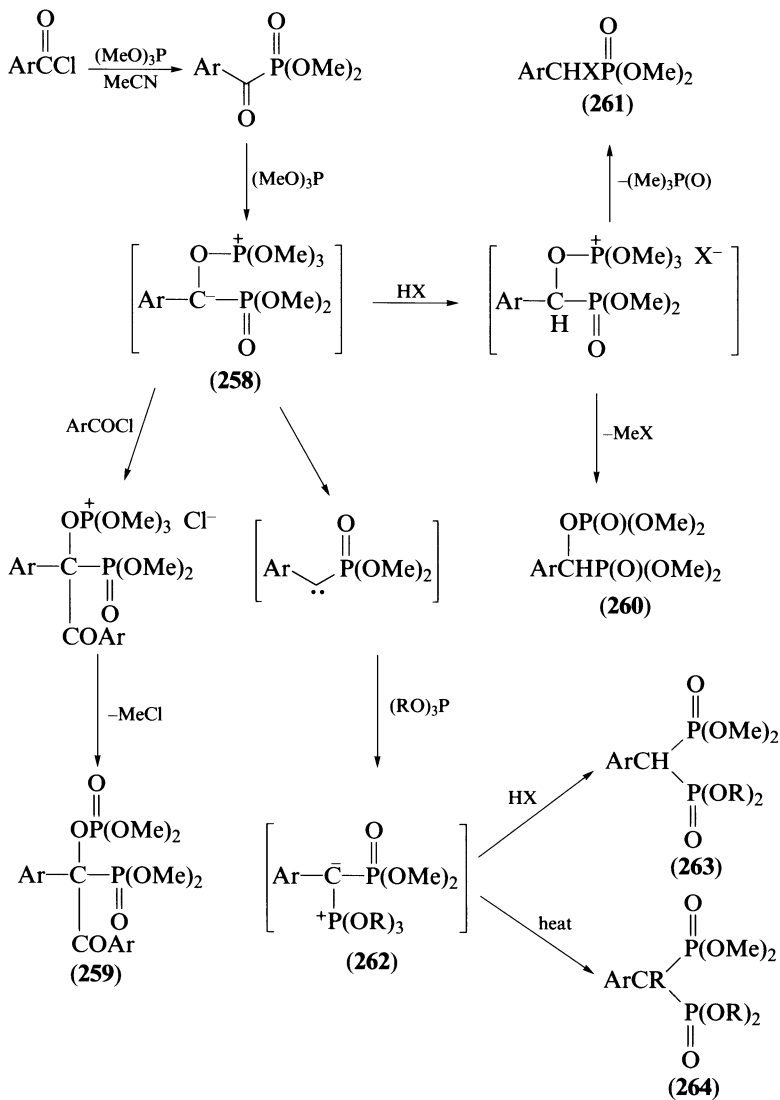 O
ArCCl
(MeO)₃P
MeCN
Ar
O
P(OMe)₂
O
O
ArCHXP(OMe)₂
(261)
(MeO)₃P
–(Me)₃P(O)
O—P⁺(OMe)₃
Ar—C⁻—P(OMe)₂
O
(258)
HX
O—P⁺(OMe)₃ X⁻
Ar—C—P(OMe)₂
H
O
ArCOCl
–MeX
OP⁺(OMe)₃ Cl⁻
Ar—C—P(OMe)₂
O
COAr
O
Ar
P(OMe)₂
OP(O)(OMe)₂
ArCHP(O)(OMe)₂
(260)
–MeCl
(RO)₃P
O
OP(OMe)₂
Ar—C—P(OMe)₂
O
COAr
(259)
O
Ar—C⁻—P(OMe)₂
⁺P(OR)₃
(262)
HX
O
P(OMe)₂
ArCH
P(OR)₂
O
(263)
heat
O
P(OMe)₂
ArCR
P(OR)₂
O
(264)